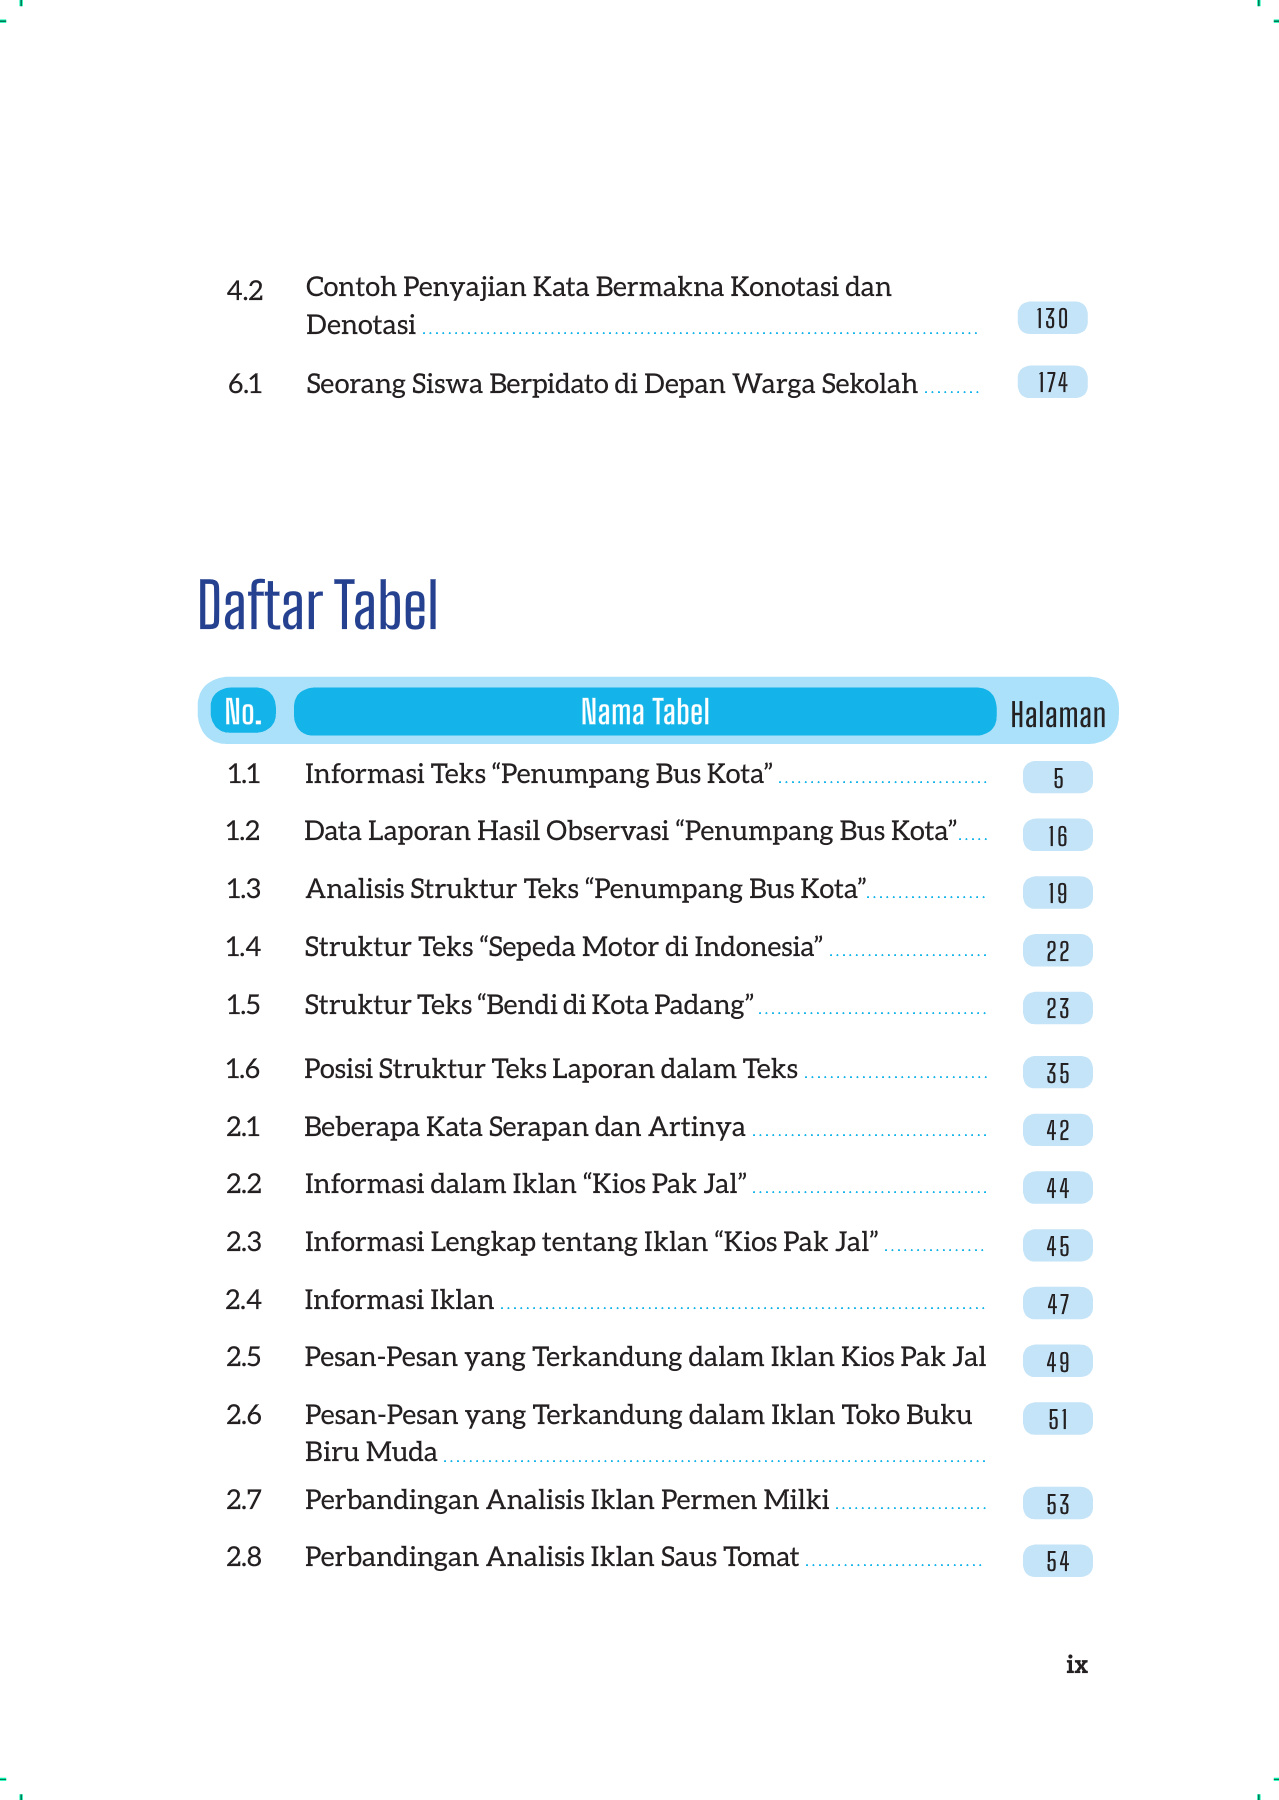 4.2 Contoh Penyajian Kata Bermakna Konotasi dan
Denotasi 130
6.1 Seorang Siswa Berpidato di Depan Warga Sekolah 174
Daftar Tabel
No. Nama Tabel Halaman
1.1 Informasi Teks “Penumpang Bus Kota” 5
1.2 Data Laporan Hasil Observasi “Penumpang Bus Kota” 16
1.3 Analisis Struktur Teks “Penumpang Bus Kota” 19
1.4 Struktur Teks “Sepeda Motor di Indonesia” 22
1.5 Struktur Teks “Bendi di Kota Padang” 23
1.6 Posisi Struktur Teks Laporan dalam Teks 35
2.1 Beberapa Kata Serapan dan Artinya 42
2.2 Informasi dalam Iklan “Kios Pak Jal” 44
2.3 Informasi Lengkap tentang Iklan “Kios Pak Jal” 45
2.4 Informasi Iklan 47
2.5 Pesan-Pesan yang Terkandung dalam Iklan Kios Pak Jal 49
2.6 Pesan-Pesan yang Terkandung dalam Iklan Toko Buku 51
Biru Muda
2.7 Perbandingan Analisis Iklan Permen Milki 53
2.8 Perbandingan Analisis Iklan Saus Tomat 54
ix